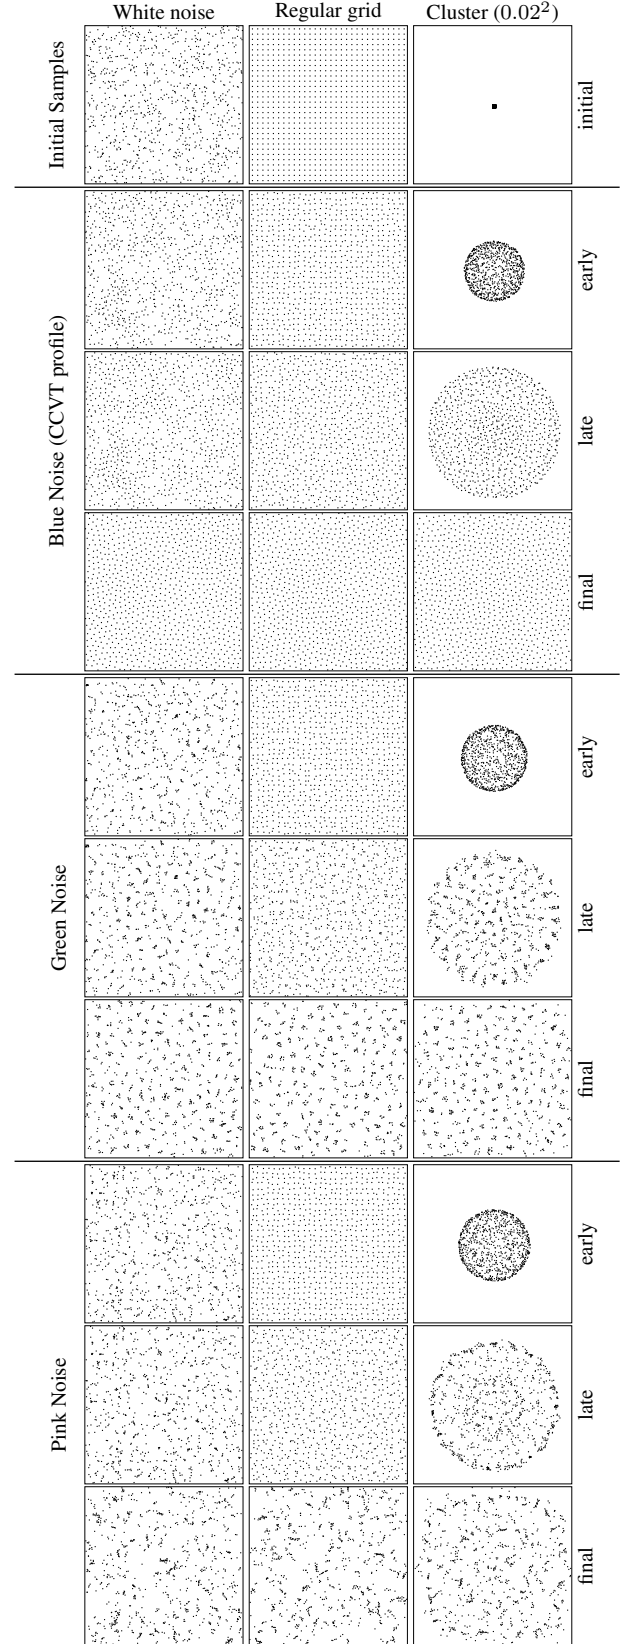 White noise
Regular grid
Cluster (0.02²)
Initial Samples
initial
Blue Noise (CCVT profile)
early
late
final
Green Noise
early
late
final
Pink Noise
early
late
final